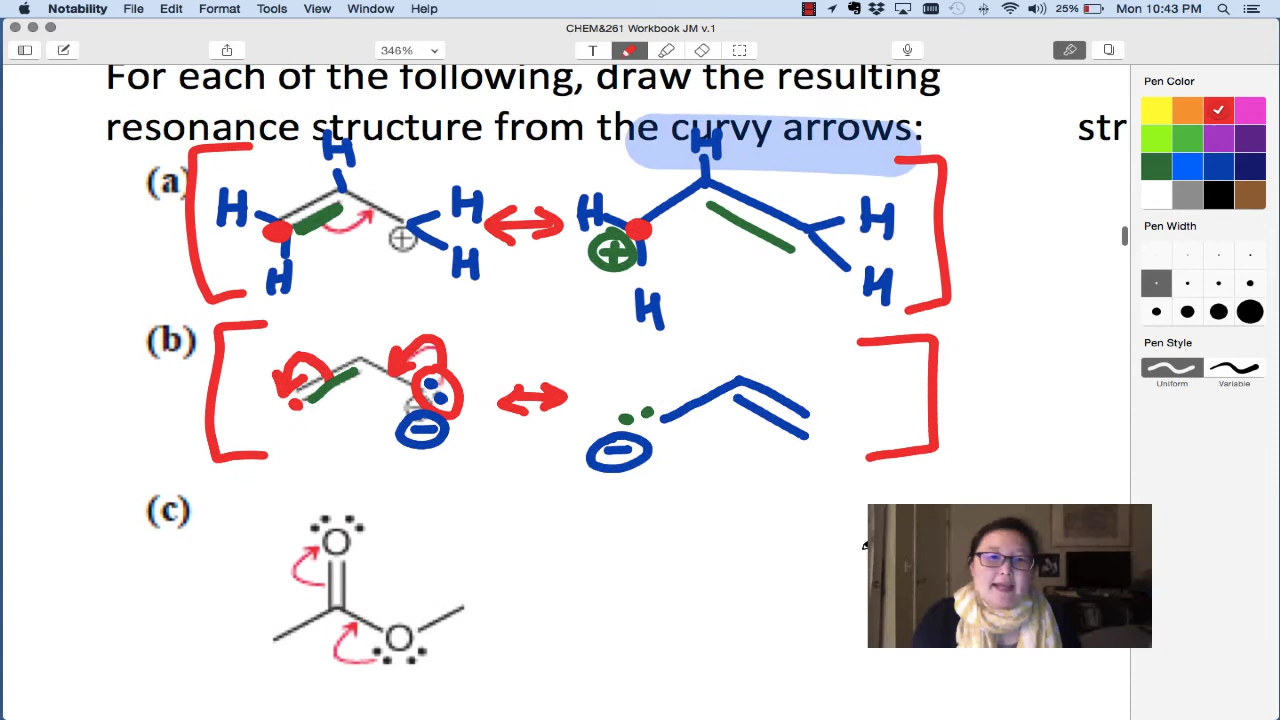 Notability File Edit Format Tools View Window Help 25% Mon 10:43 PM
CHEM&261 Workbook JM v.1
346% T
For each of the following, draw the resulting
resonance structure from the curvy arrows: str
Pen Color
Pen Width
Pen Style
Uniform Variable
(a) H H H H H ⊕ ↔ H H H H H ⊕
(b) ⊖ ↔ ⊖
(c) O O